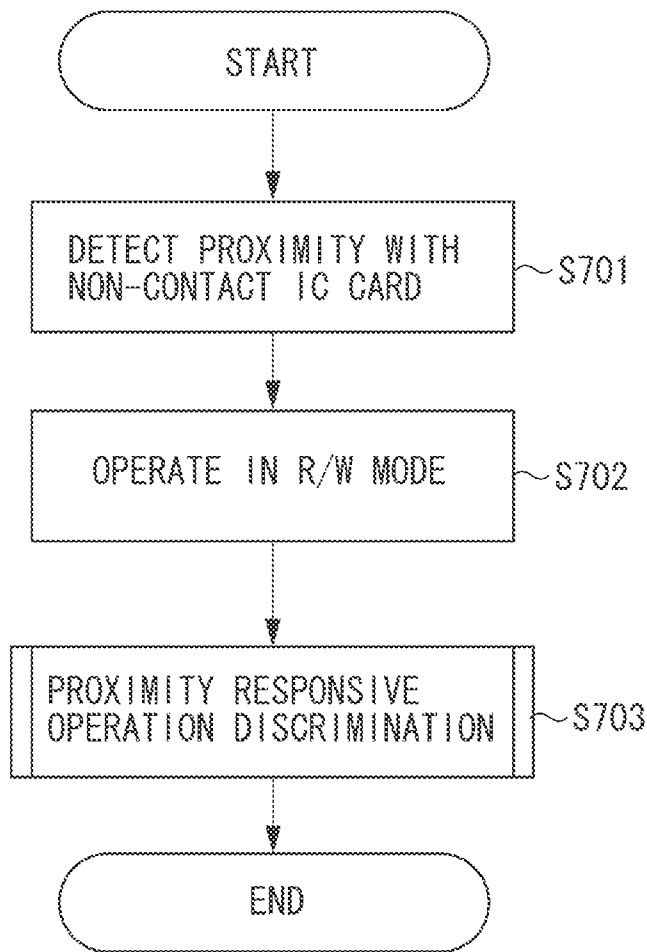 START
DETECT PROXIMITY WITH
NON-CONTACT IC CARD
S701
OPERATE IN R/W MODE
S702
PROXIMITY RESPONSIVE
OPERATION DISCRIMINATION
S703
END